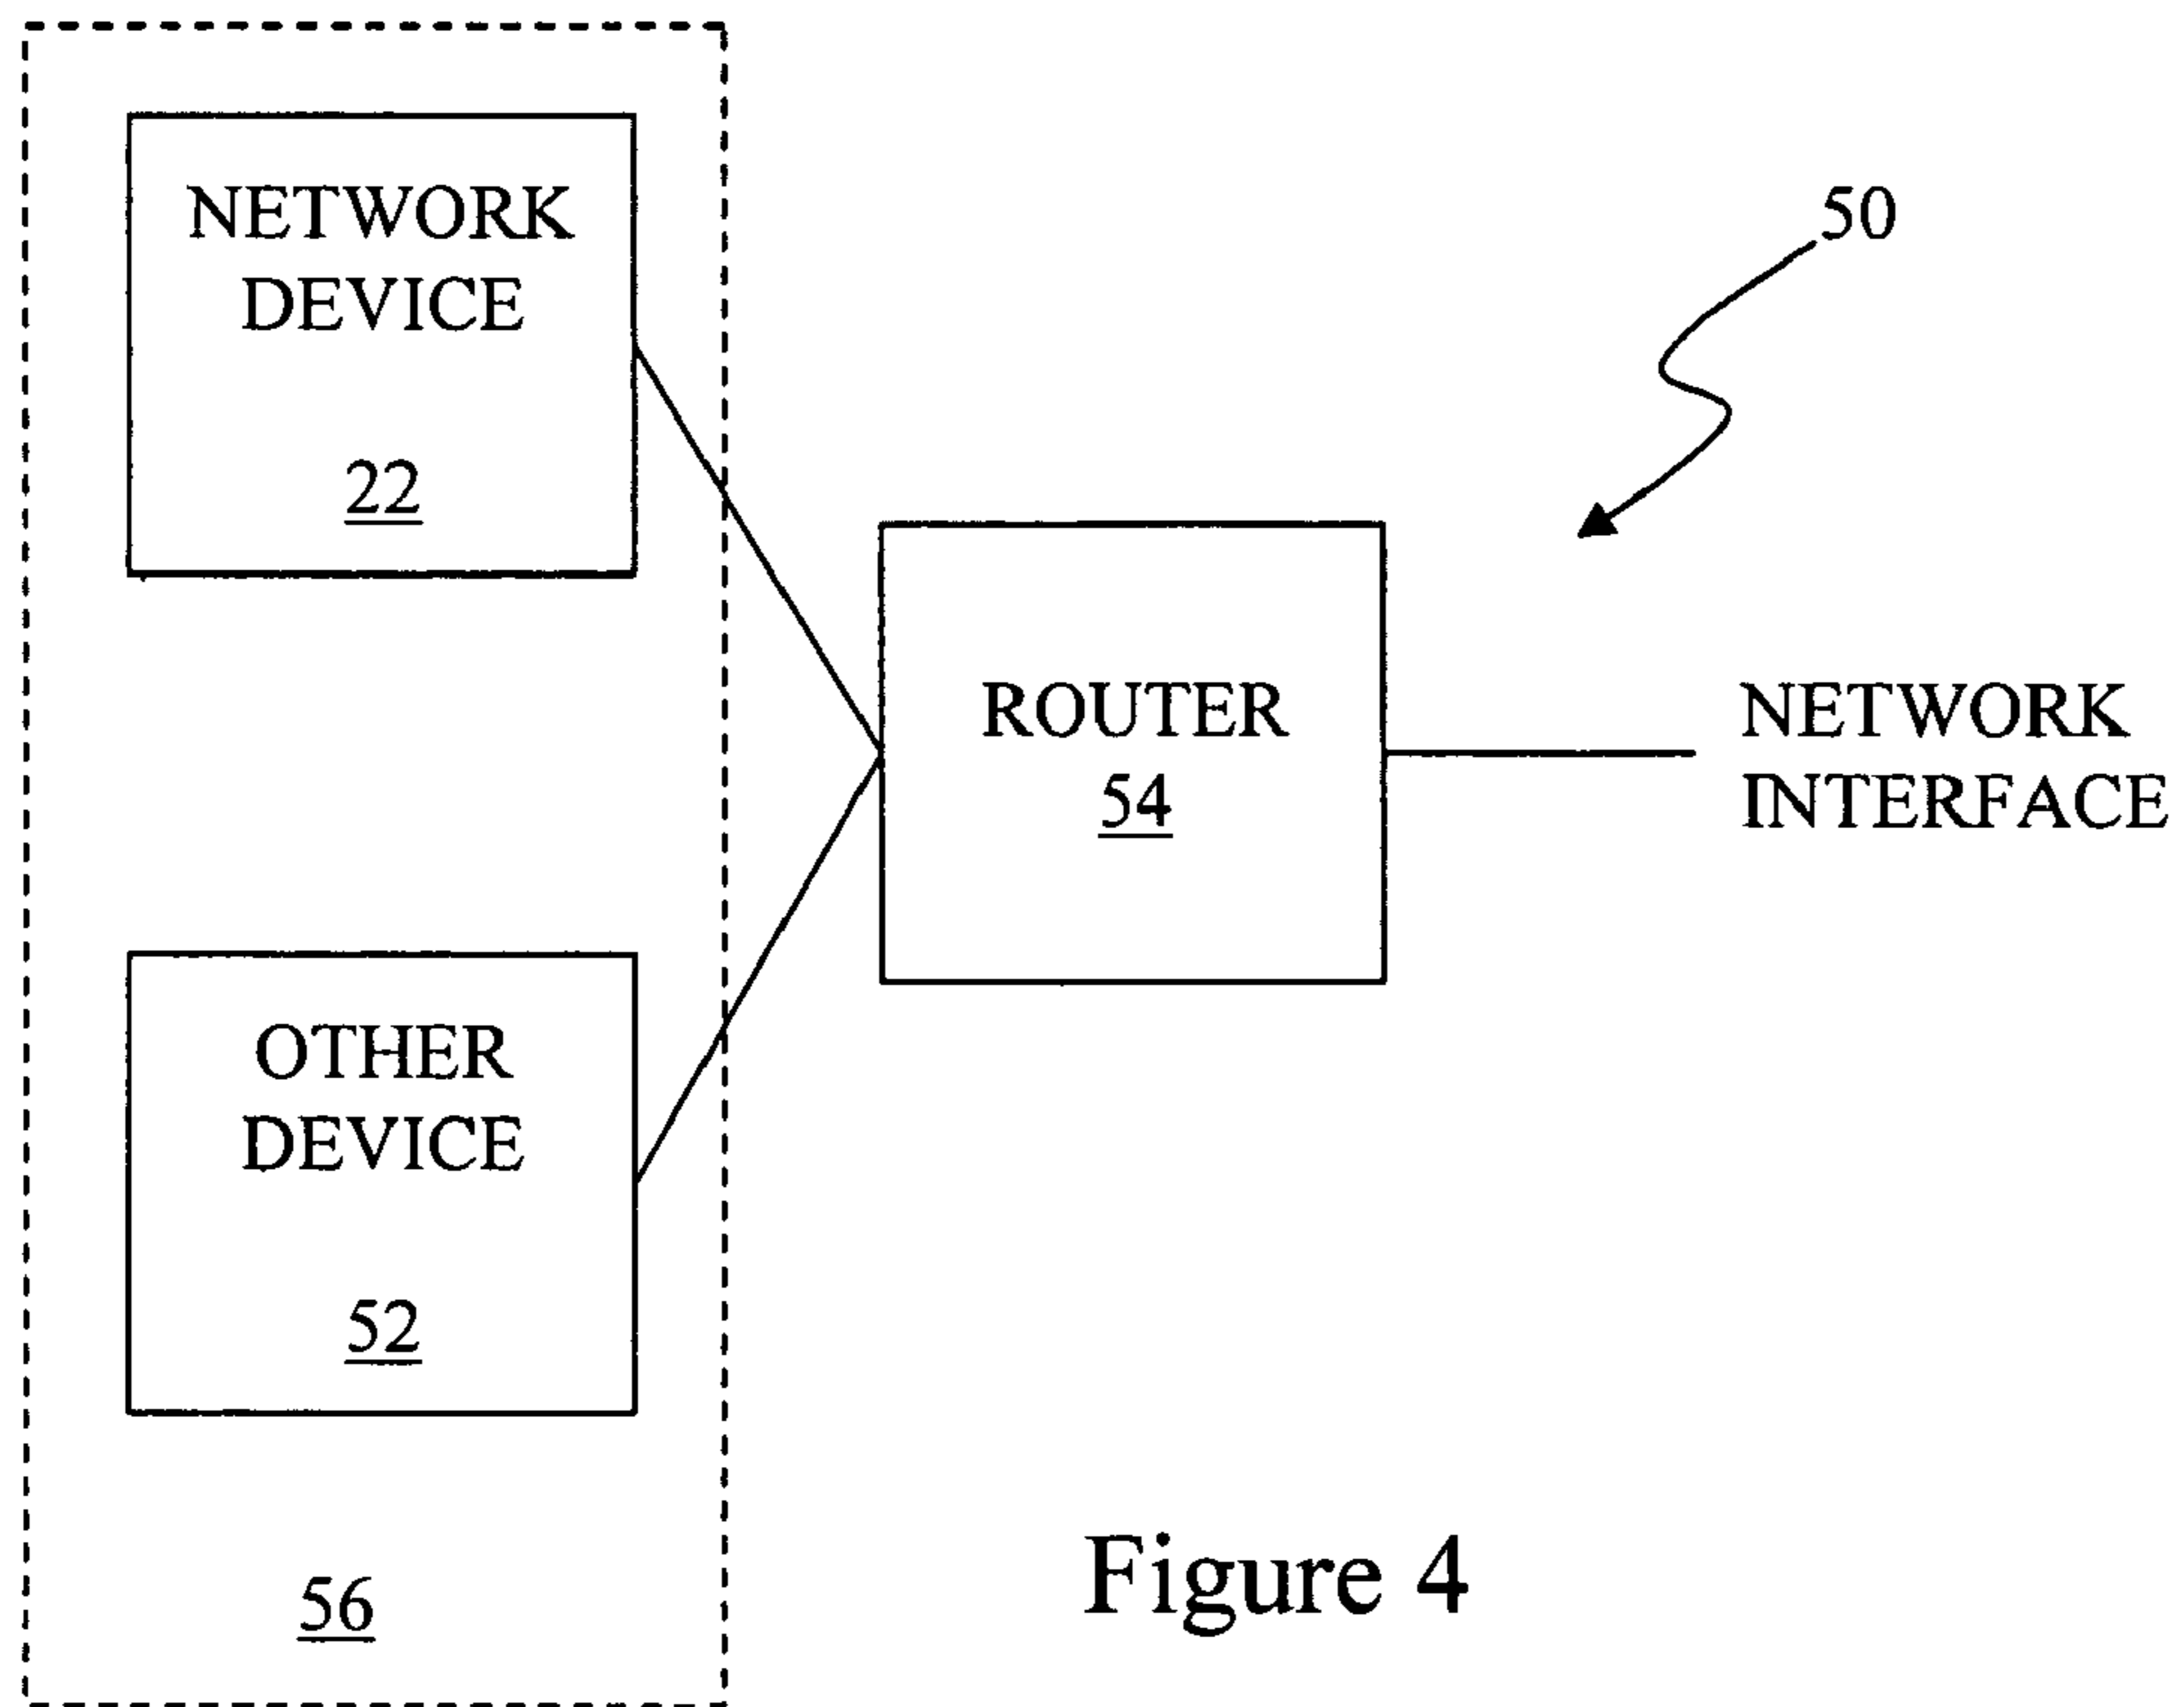 NETWORK
DEVICE
22
50
ROUTER
54
NETWORK
INTERFACE
OTHER
DEVICE
52
56
Figure 4